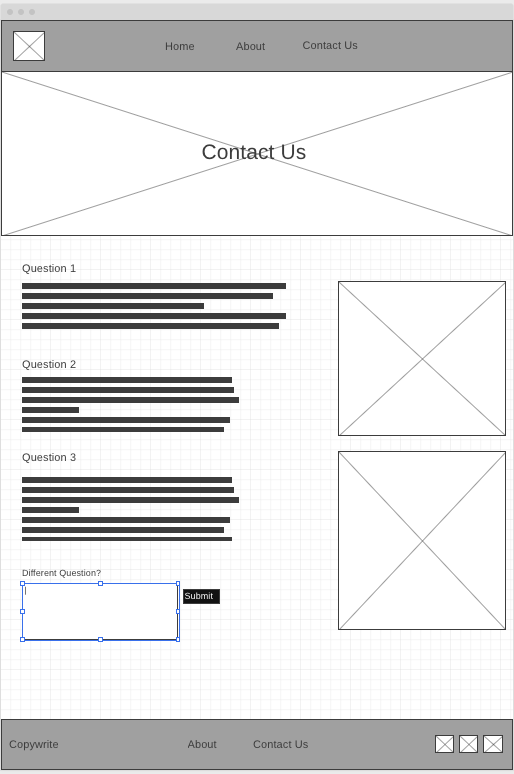 Home About Contact Us
Contact Us
Question 1
Question 2
Question 3
Different Question?
Submit
Copywrite About Contact Us